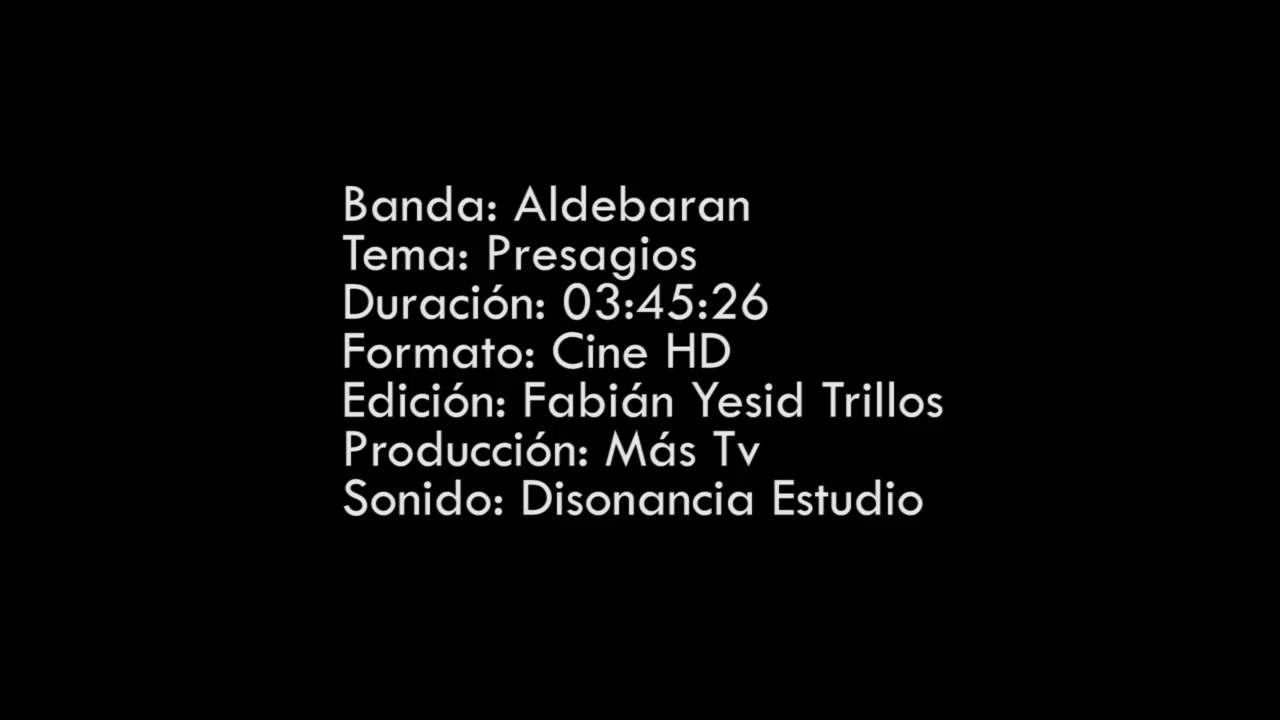 Banda: Aldebaran
Tema: Presagios
Duración: 03:45:26
Formato: Cine HD
Edición: Fabián Yesid Trillos
Producción: Más Tv
Sonido: Disonancia Estudio